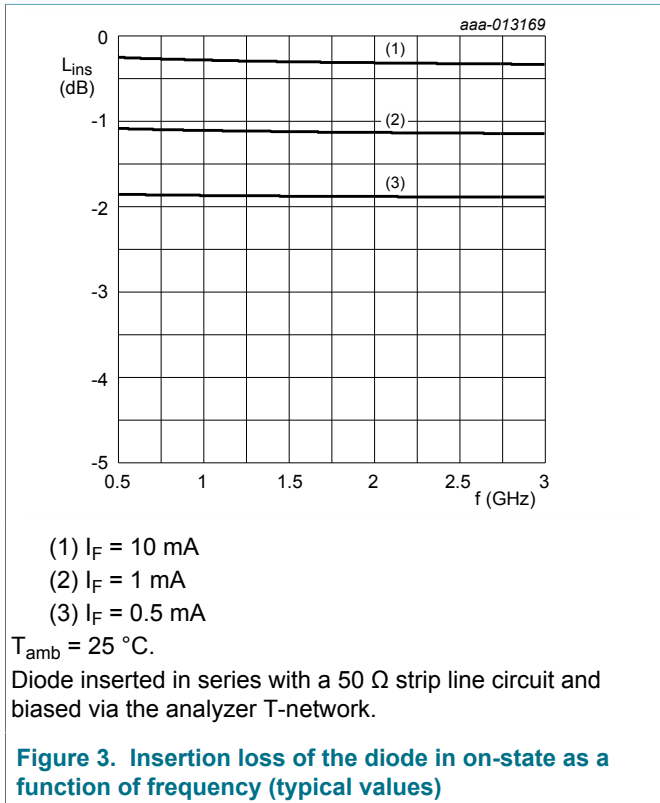 aaa-013169
0
Lins
(dB)
-1
-2
-3
-4
-5
(1)
(2)
(3)
0.5 1 1.5 2 2.5 3
f (GHz)
(1) IF = 10 mA
(2) IF = 1 mA
(3) IF = 0.5 mA
Tamb = 25 °C.
Diode inserted in series with a 50 Ω strip line circuit and
biased via the analyzer T-network.
Figure 3. Insertion loss of the diode in on-state as a
function of frequency (typical values)